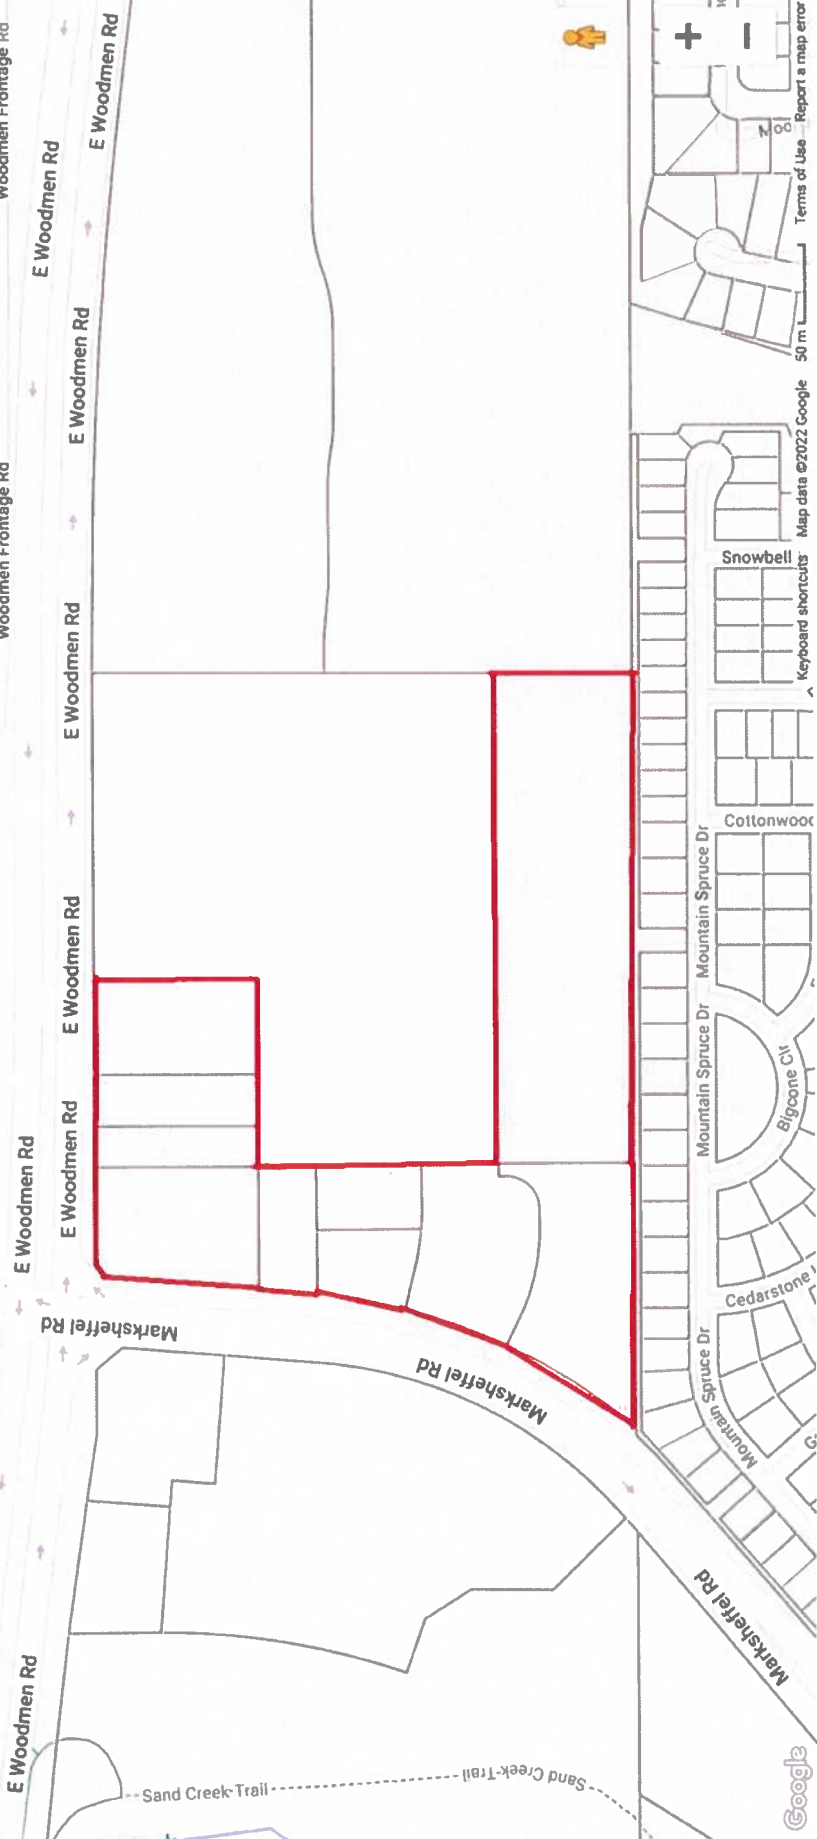 Woodmen Frontage Rd
Woodmen Frontage Rd
E Woodmen Rd
E Woodmen Rd
E Woodmen Rd
E Woodmen Rd
E Woodmen Rd
E Woodmen Rd
E Woodmen Rd
E Woodmen Rd
E Woodmen Rd
Marksheffel Rd
Marksheffel Rd
Marksheffel Rd
Sand Creek Trail
Sand Creek Trail
Mountain Spruce Dr
Mountain Spruce Dr
Mountain Spruce Dr
Mountain
Bigcone Cir
Cedarstone
Cottonwood
Snowbell
Google
Keyboard shortcuts
Map data ©2022 Google
50 m
Terms of Use
Report a map error
+
−